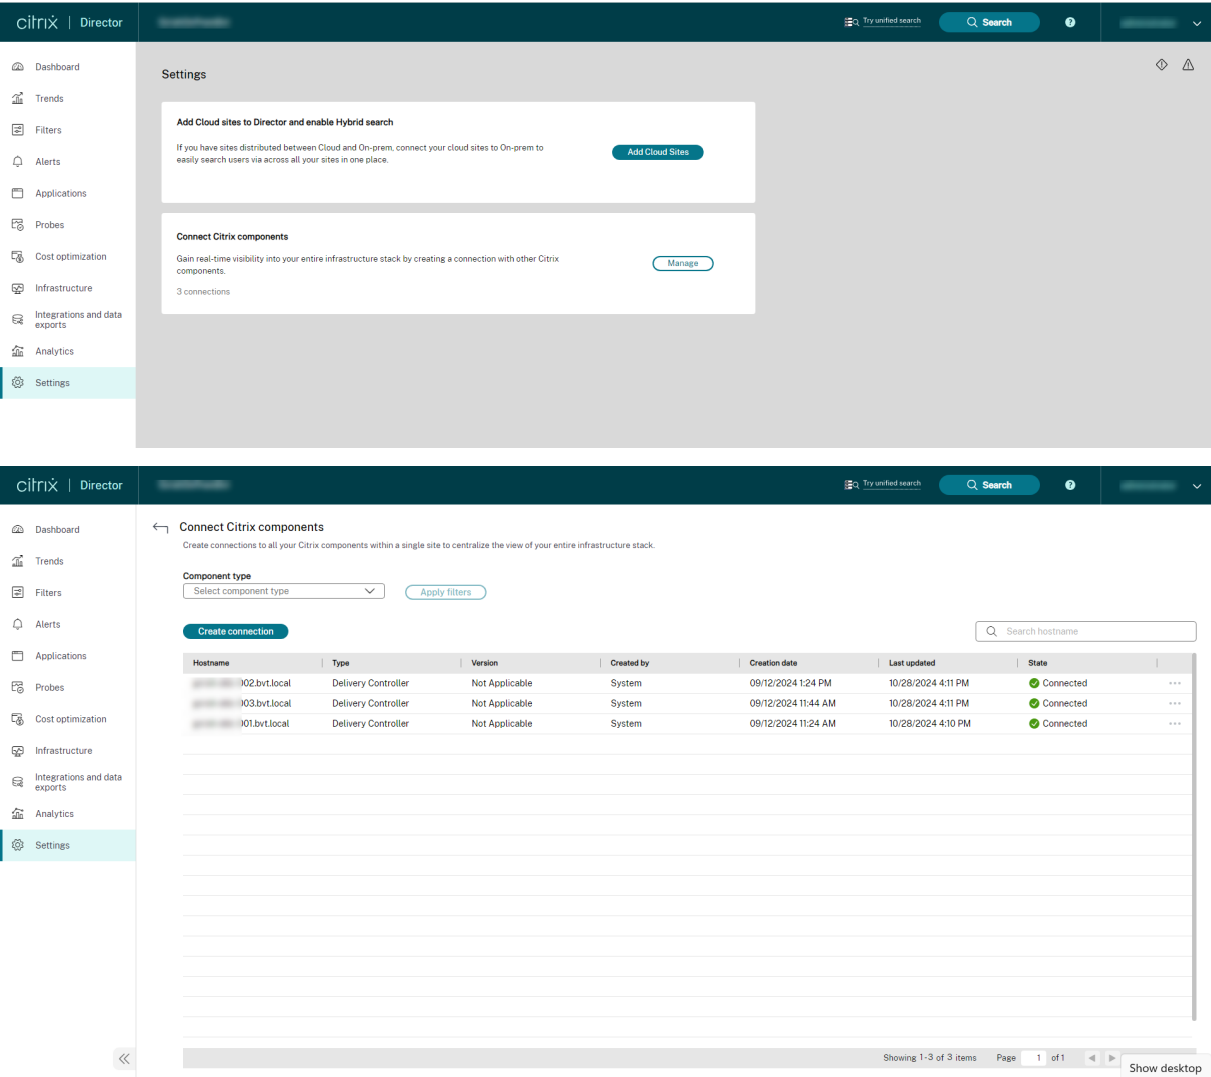 citrix | Director
Try unified search
Search
?
Dashboard
Trends
Filters
Alerts
Applications
Probes
Cost optimization
Infrastructure
Integrations and data
exports
Analytics
Settings
Settings
Add Cloud sites to Director and enable Hybrid search
If you have sites distributed between Cloud and On-prem, connect your cloud sites to On-prem to
easily search users via across all your sites in one place.
Add Cloud Sites
Connect Citrix components
Gain real-time visibility into your entire infrastructure stack by creating a connection with other Citrix
components.
3 connections
Manage
citrix | Director
Try unified search
Search
?
Dashboard
Trends
Filters
Alerts
Applications
Probes
Cost optimization
Infrastructure
Integrations and data
exports
Analytics
Settings
Connect Citrix components
Create connections to all your Citrix components within a single site to centralize the view of your entire infrastructure stack.
Component type
Select component type
Apply filters
Create connection
Search hostname
Hostname Type Version Created by Creation date Last updated State
002.bvt.local Delivery Controller Not Applicable System 09/12/2024 1:24 PM 10/28/2024 4:11 PM Connected
003.bvt.local Delivery Controller Not Applicable System 09/12/2024 11:44 AM 10/28/2024 4:11 PM Connected
001.bvt.local Delivery Controller Not Applicable System 09/12/2024 11:24 AM 10/28/2024 4:10 PM Connected
Showing 1-3 of 3 items Page 1 of 1
Show desktop